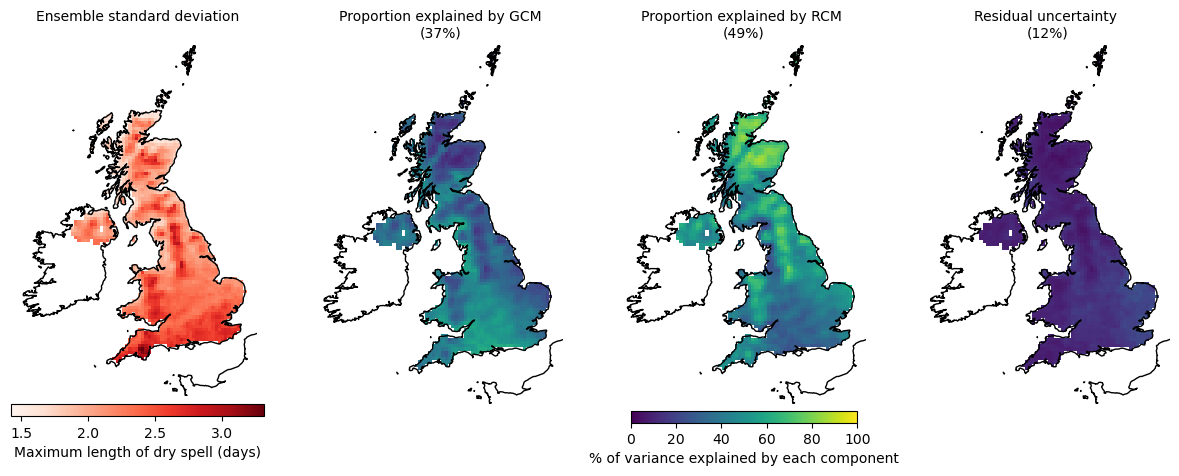 Ensemble standard deviation
Proportion explained by GCM
(37%)
Proportion explained by RCM
(49%)
Residual uncertainty
(12%)
1.5 2.0 2.5 3.0
Maximum length of dry spell (days)
0 20 40 60 80 100
% of variance explained by each component